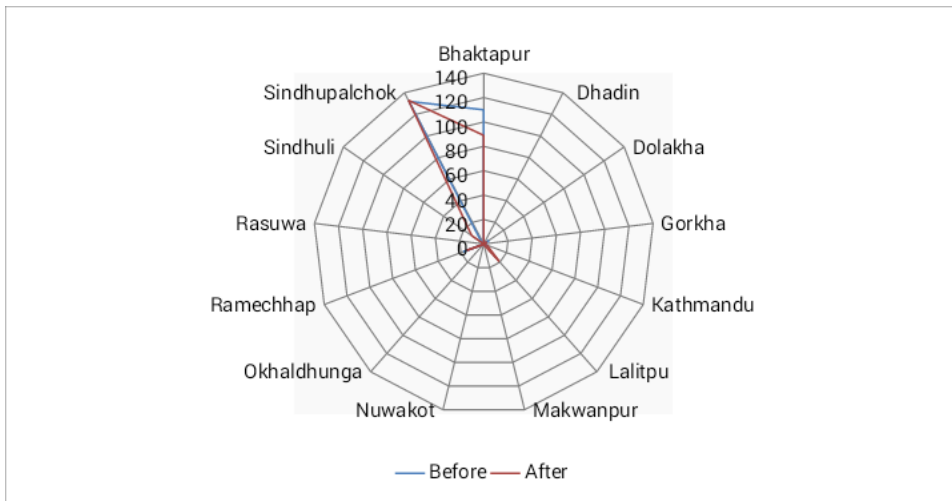 Bhaktapur
140
Sindhupalchok
Dhadin
120
100
Sindhuli
Dolakha
80
60
40
Rasuwa
Gorkha
20
0
Ramechhap
Kathmandu
Okhaldhunga
Lalitpu
Nuwakot
Makwanpur
Before
After